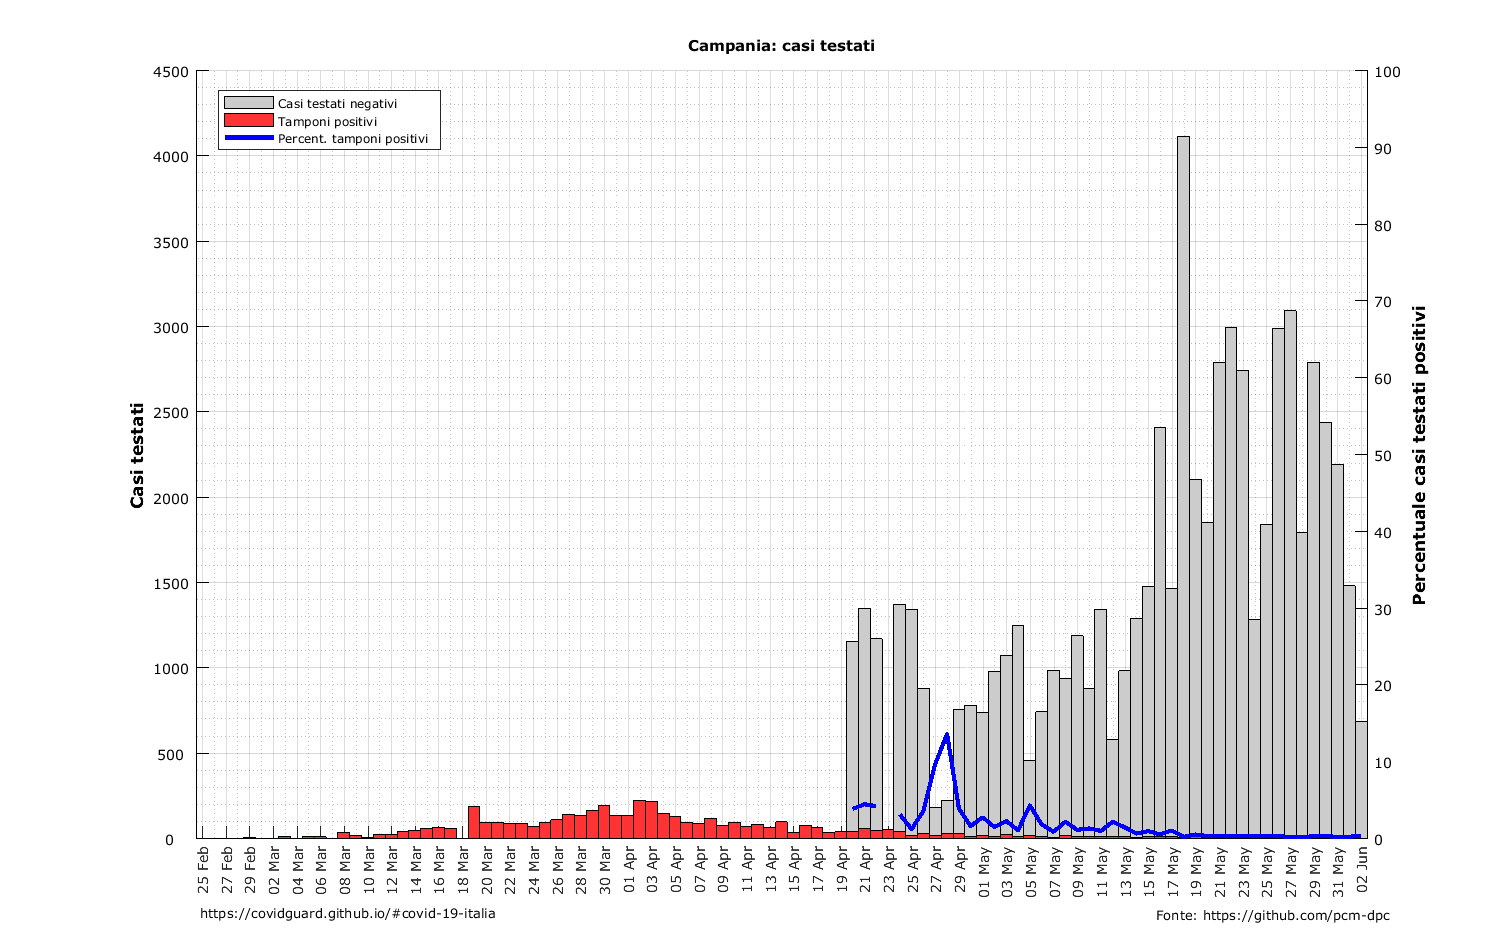 Campania: casi testati
Casi testati negativi
Tamponi positivi
Percent. tamponi positivi
Casi testati
4500
4000
3500
3000
2500
2000
1500
1000
500
0
100
90
80
70
60
50
40
30
20
10
0
Percentuale casi testati positivi
25 Feb
27 Feb
29 Feb
02 Mar
04 Mar
06 Mar
08 Mar
10 Mar
12 Mar
14 Mar
16 Mar
18 Mar
20 Mar
22 Mar
24 Mar
26 Mar
28 Mar
30 Mar
01 Apr
03 Apr
05 Apr
07 Apr
09 Apr
11 Apr
13 Apr
15 Apr
17 Apr
19 Apr
21 Apr
23 Apr
25 Apr
27 Apr
29 Apr
01 May
03 May
05 May
07 May
09 May
11 May
13 May
15 May
17 May
19 May
21 May
23 May
25 May
27 May
29 May
31 May
02 Jun
https://covidguard.github.io/#covid-19-italia
Fonte: https://github.com/pcm-dpc